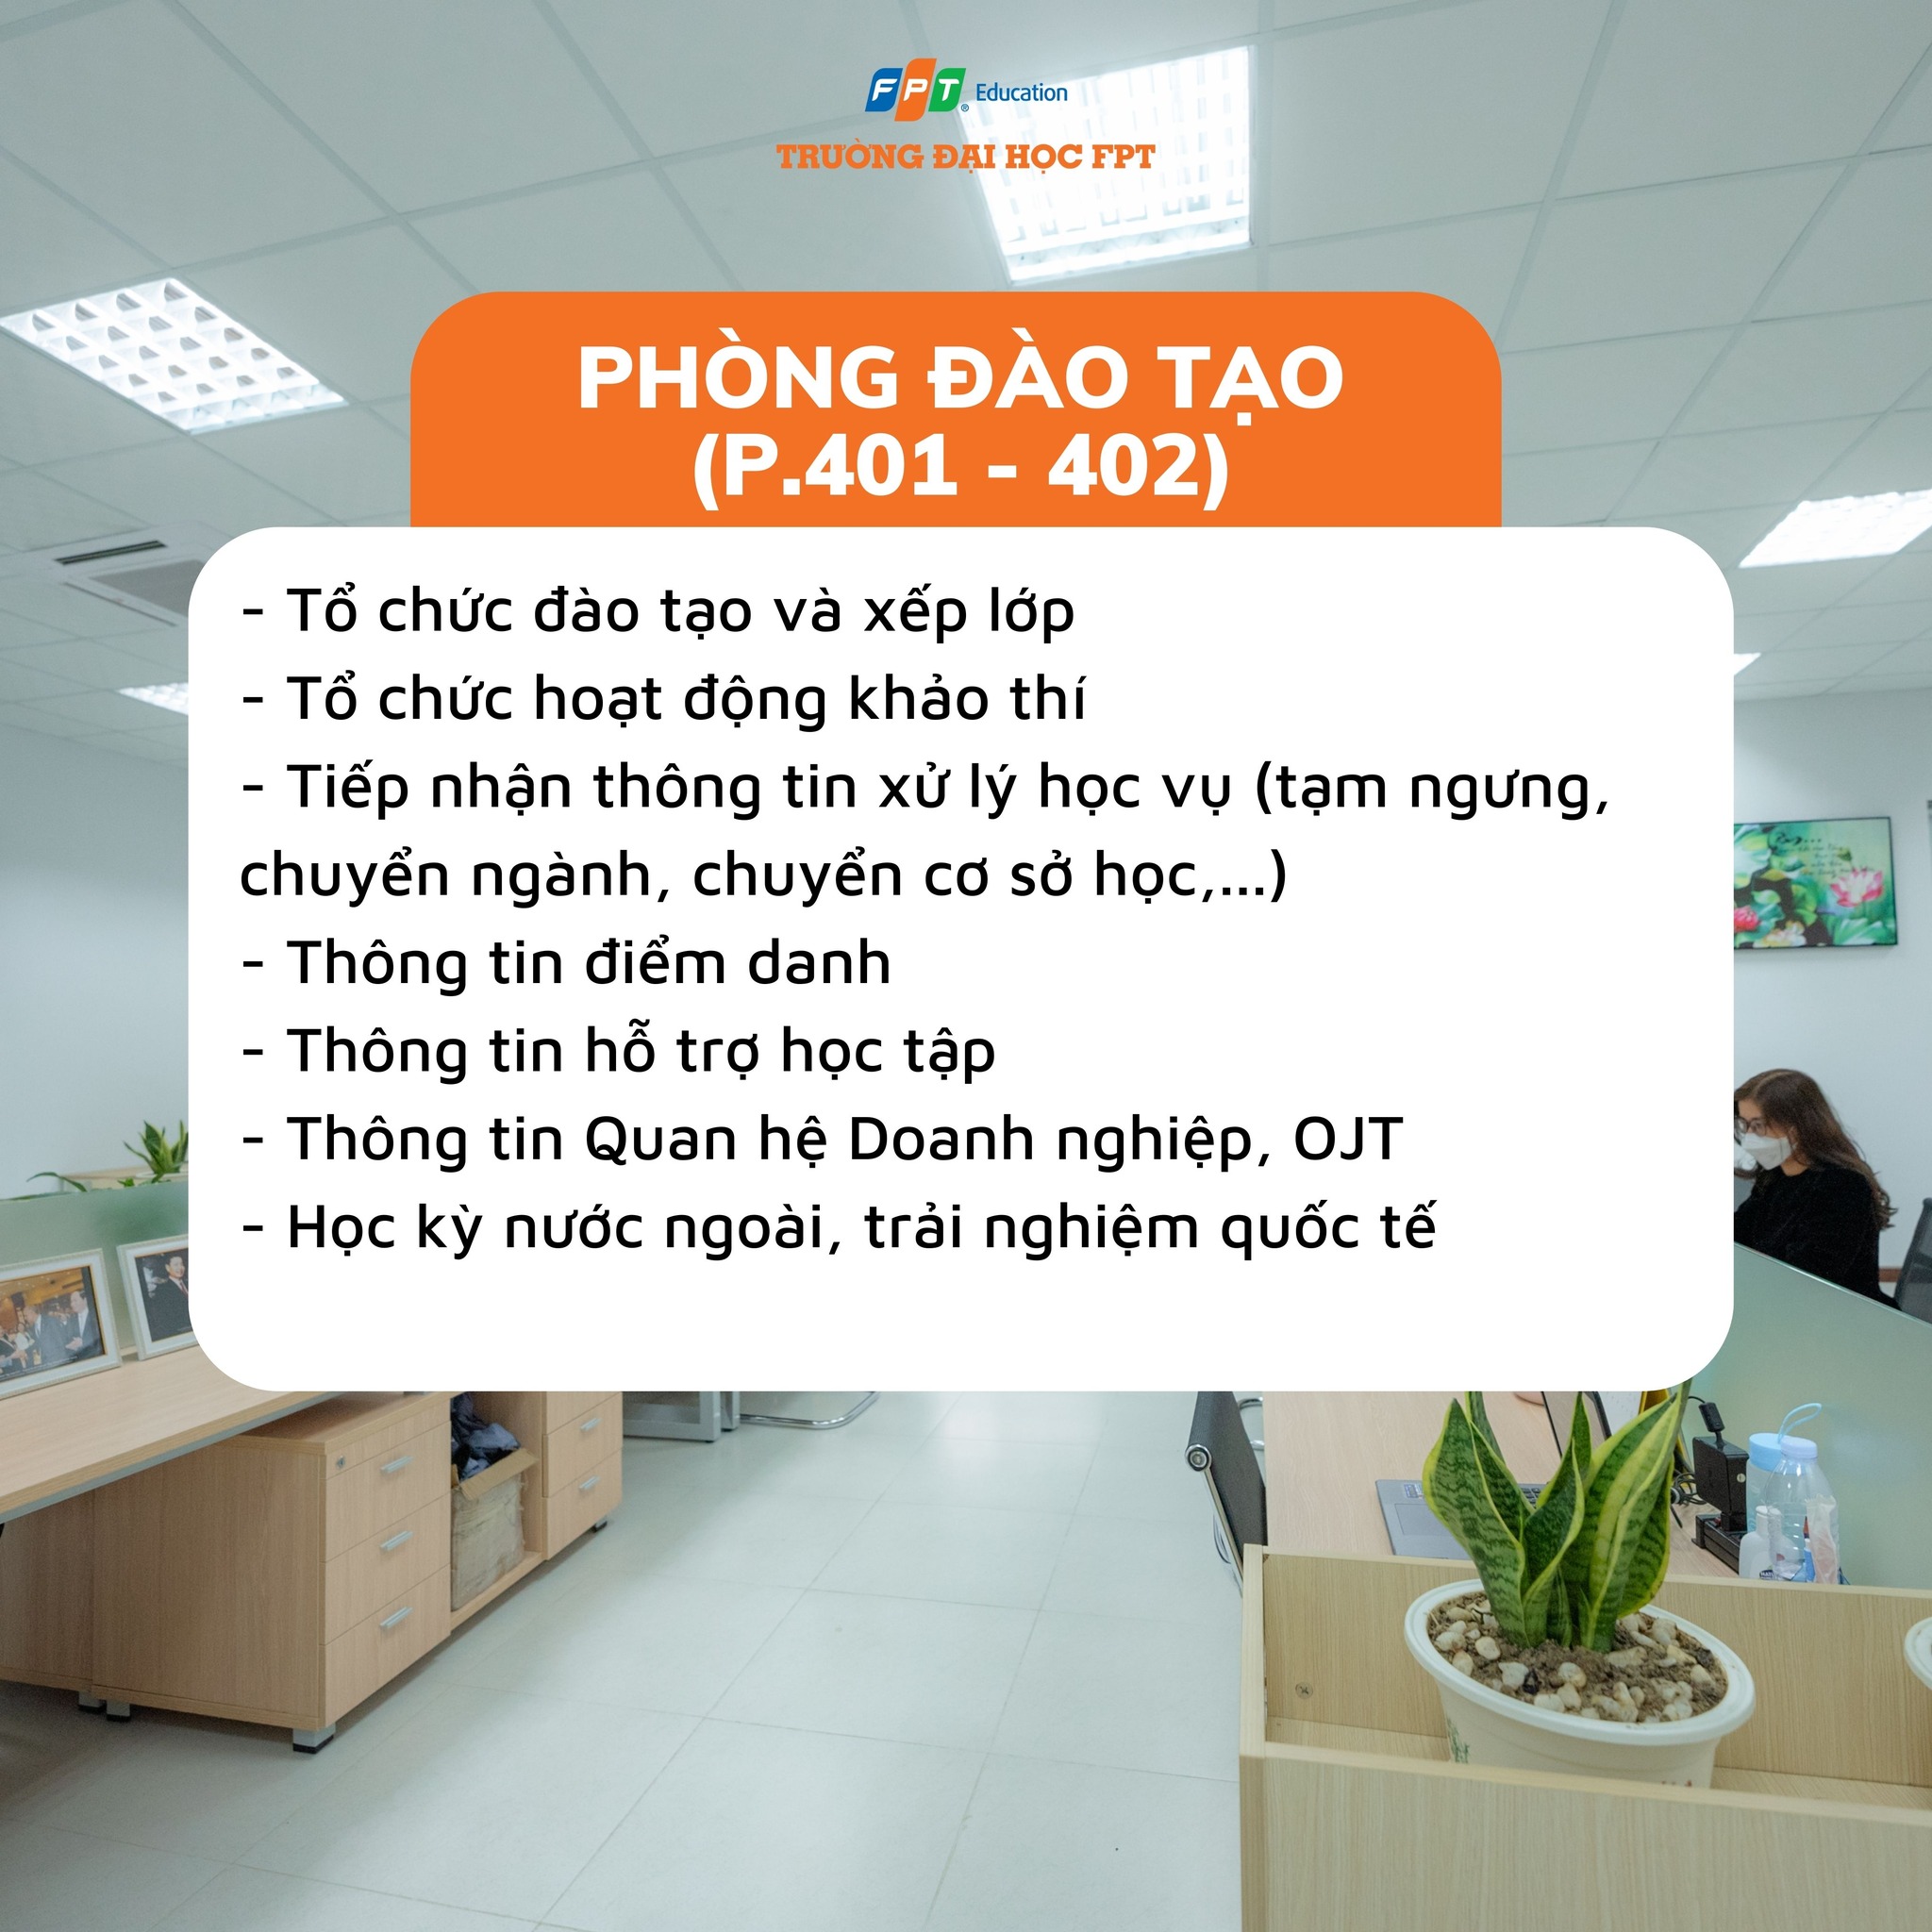 FPT Education
TRƯỜNG ĐẠI HỌC FPT
PHÒNG ĐÀO TẠO
(P.401 - 402)
- Tổ chức đào tạo và xếp lớp
- Tổ chức hoạt động khảo thí
- Tiếp nhận thông tin xử lý học vụ (tạm ngưng,
chuyển ngành, chuyển cơ sở học,...)
- Thông tin điểm danh
- Thông tin hỗ trợ học tập
- Thông tin Quan hệ Doanh nghiệp, OJT
- Học kỳ nước ngoài, trải nghiệm quốc tế